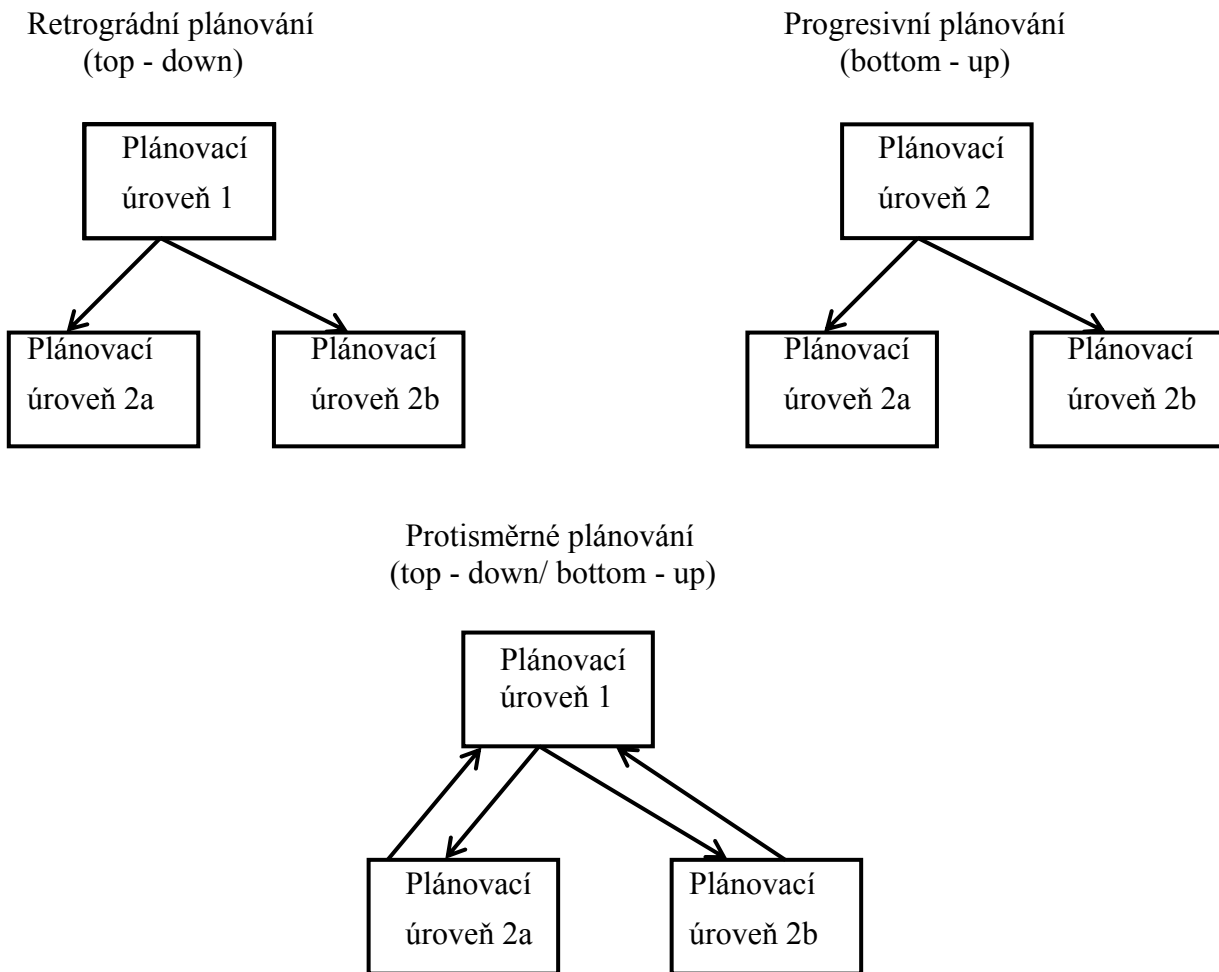 Retrográdní plánování
(top - down)
Progresivní plánování
(bottom - up)
Plánovací
úroveň 1
Plánovací
úroveň 2
Plánovací
úroveň 2a
Plánovací
úroveň 2b
Plánovací
úroveň 2a
Plánovací
úroveň 2b
Protisměrné plánování
(top - down/ bottom - up)
Plánovací
úroveň 1
Plánovací
úroveň 2a
Plánovací
úroveň 2b